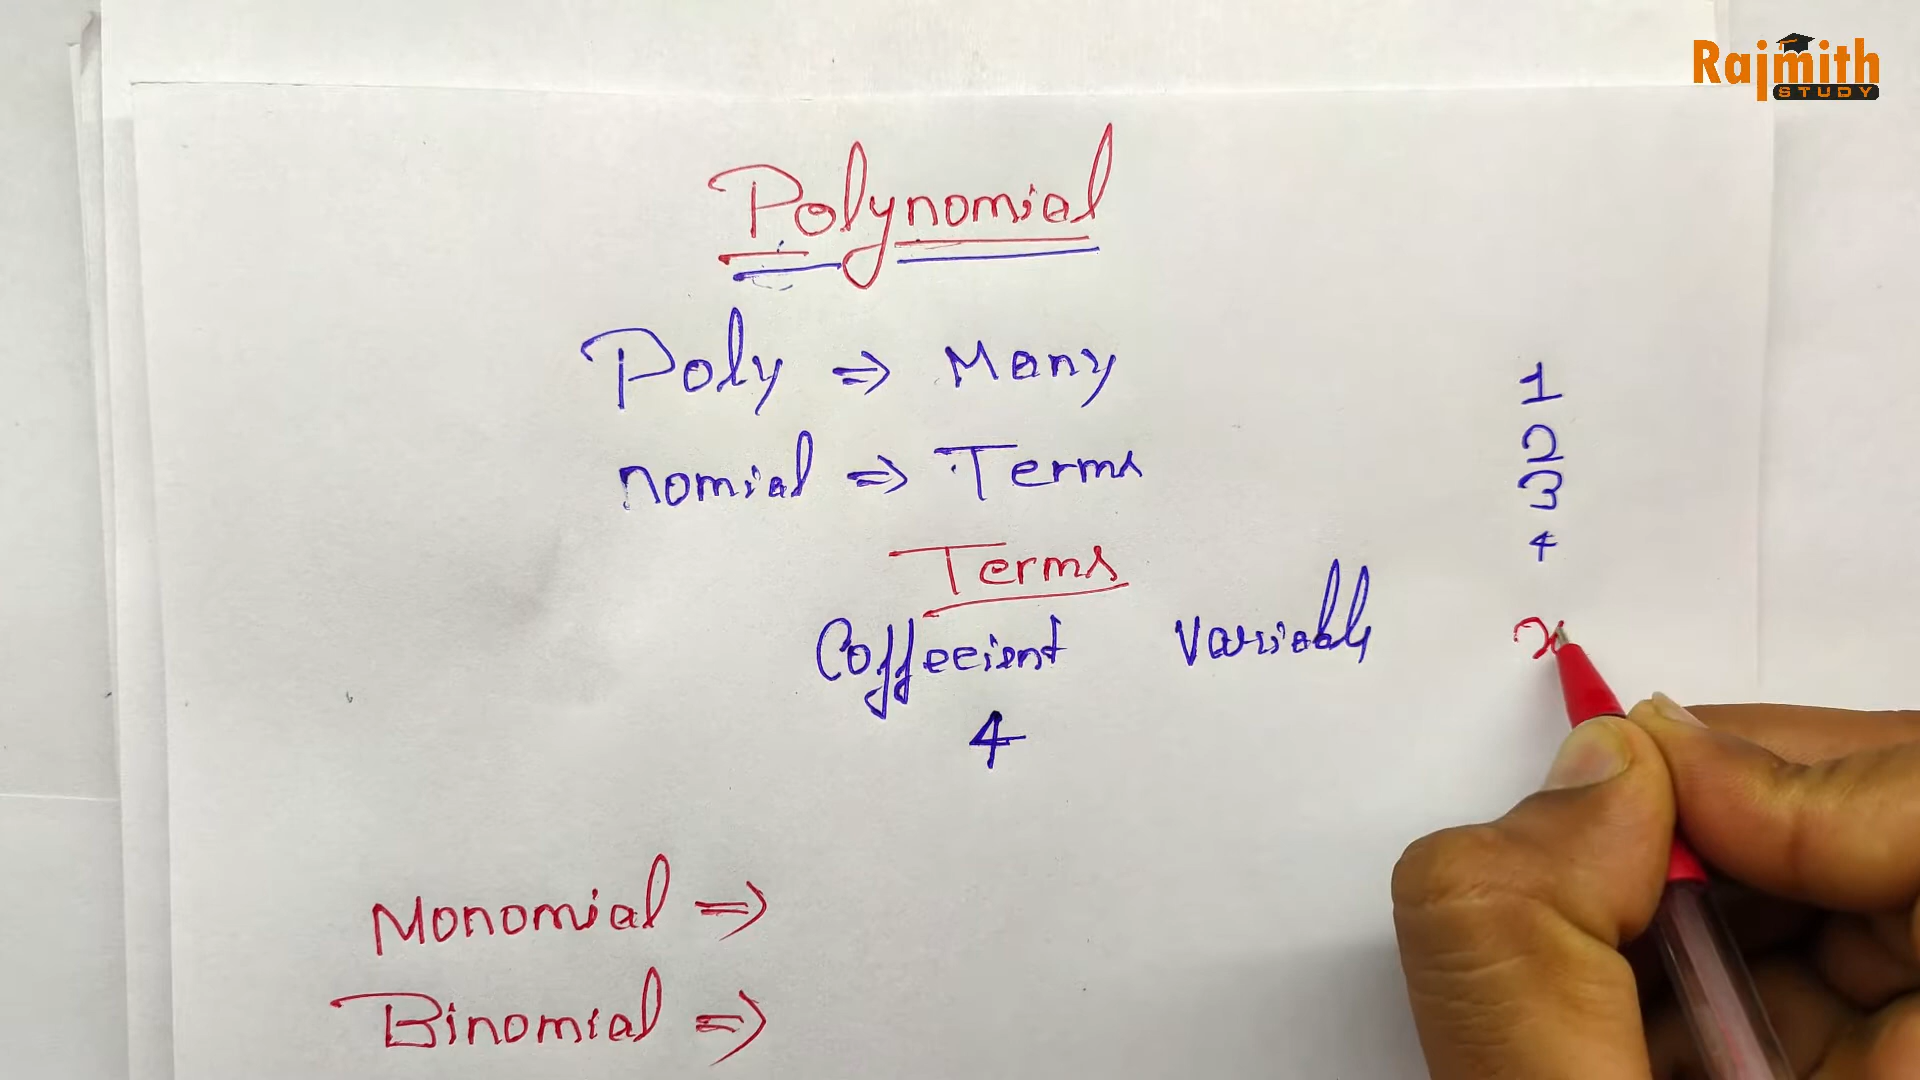 Rajmith
STUDY
Polynomial
Poly ⇒ Many
nomial ⇒ Terms
Terms
Coffeeient variable
4
1
2
3
4
x
Monomial ⇒
Binomial ⇒